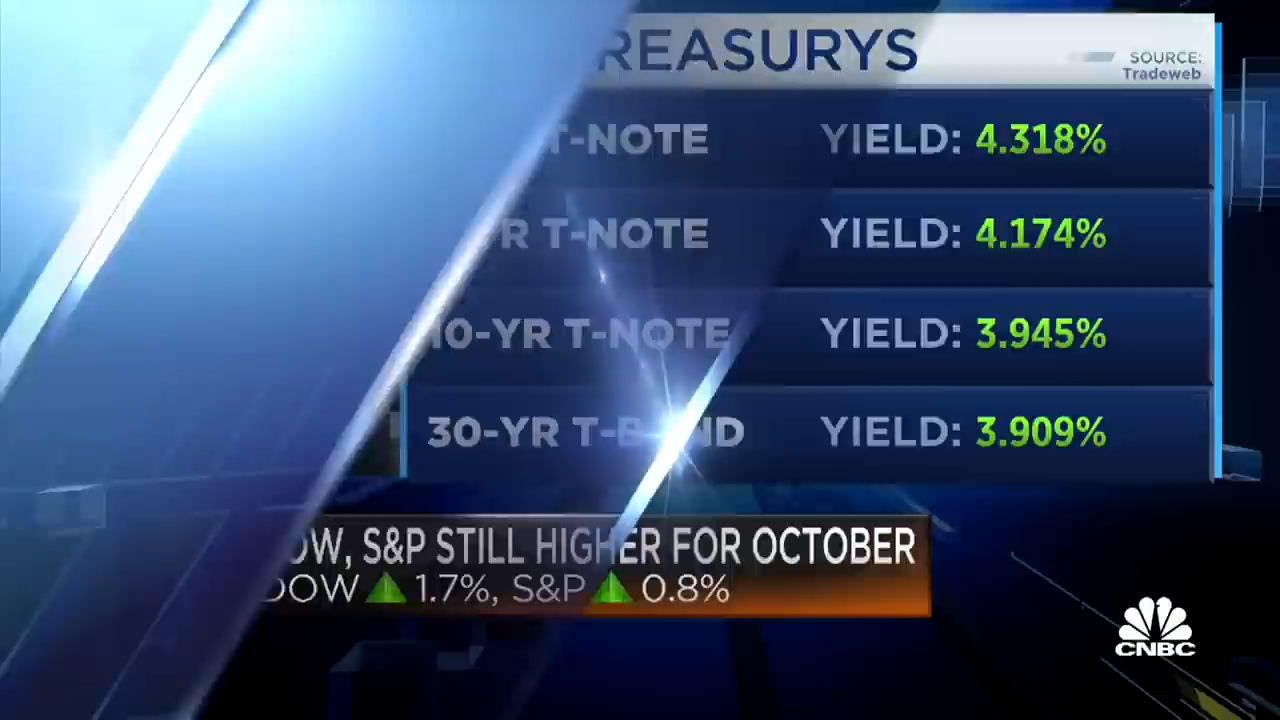 REASURYS
SOURCE:
Tradeweb
T-NOTE YIELD: 4.318%
R T-NOTE YIELD: 4.174%
10-YR T-NOTE YIELD: 3.945%
30-YR T-B ND YIELD: 3.909%
OW, S&P STILL HIGHER FOR OCTOBER
DOW 1.7%, S&P 0.8%
CNBC